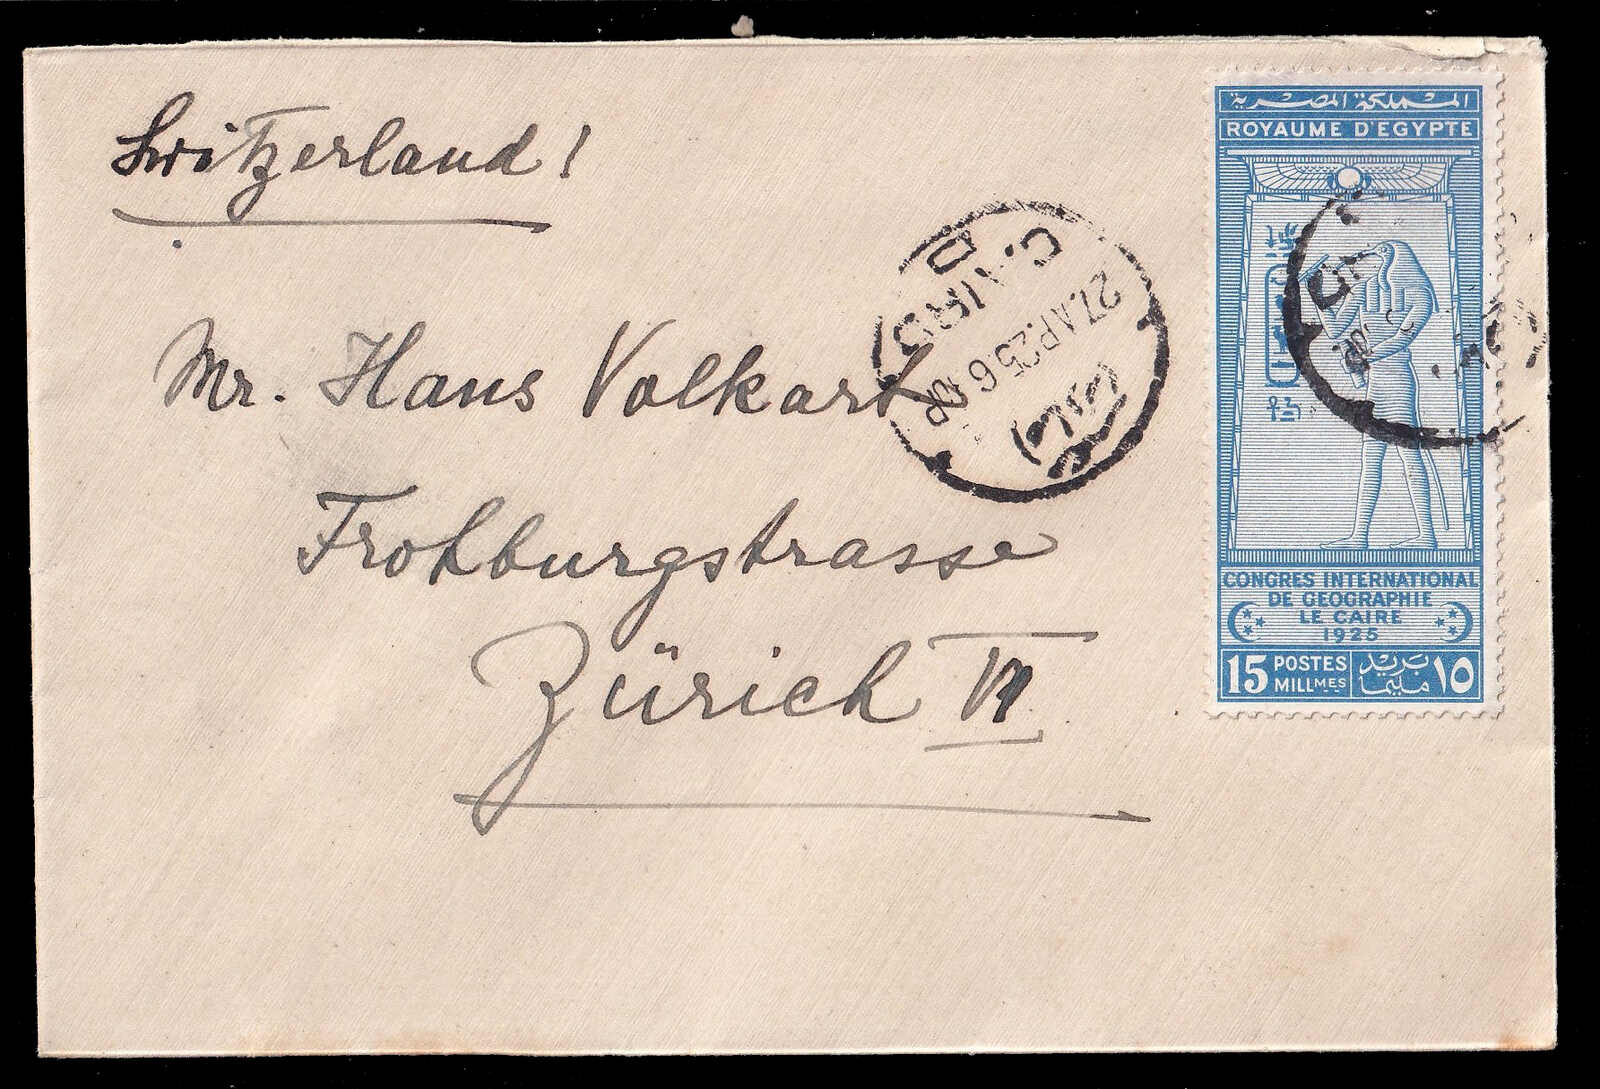 Switzerland!
Mr. Hans Volkart
Frohburgstrasse
Zürich VI
CAIRO
D
27.AP.25.6
المملكة المصرية
ROYAUME D'EGYPTE
CONGRES INTERNATIONAL
DE GEOGRAPHIE
LE CAIRE
1925
15 POSTES
MILLMES
بريد
مليما ١٥